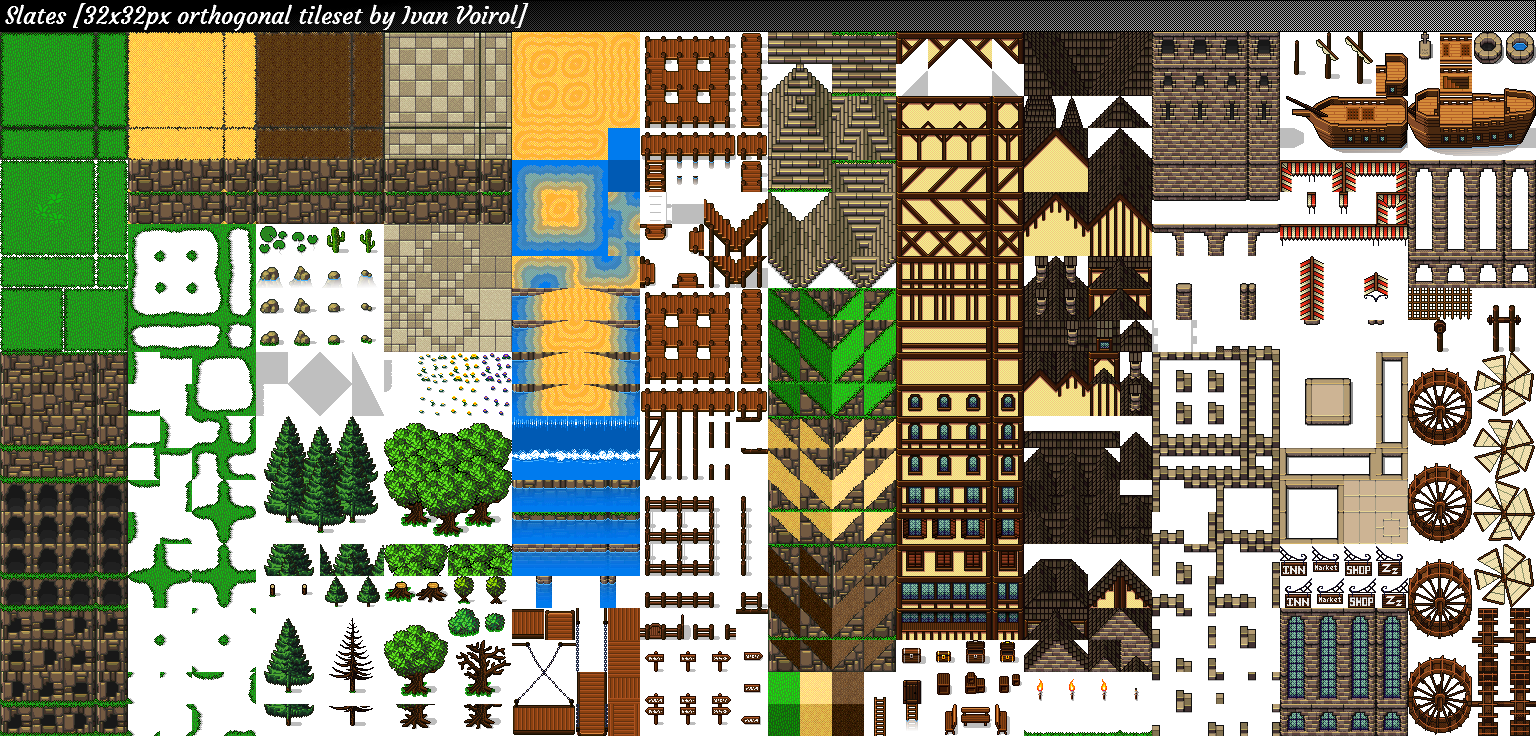 Slates [32x32px orthogonal tileset by Ivan Voirol]
INN Market SHOP Zz
INN Market SHOP Zz